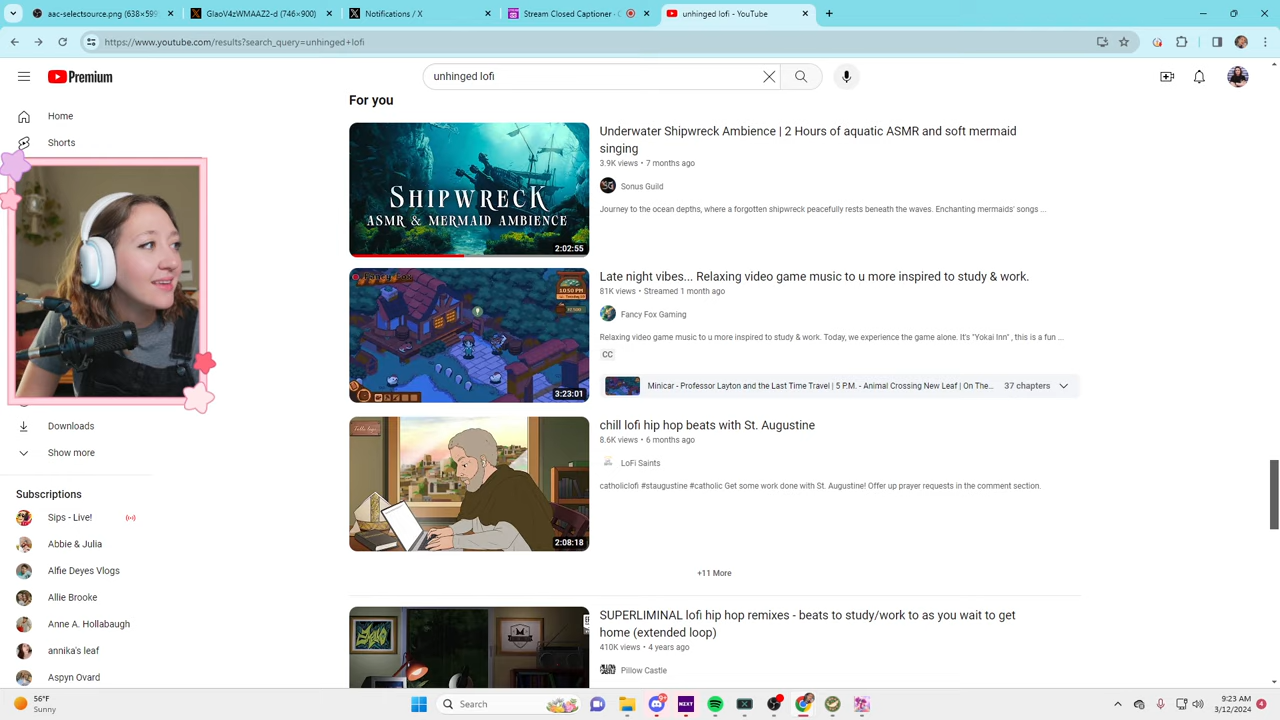 aac-selector.png (638×595)
GIaoV4zWMAAZ2-d (746×900)
Notifications / X
Stream Closed Captioner
unhinged lofi - YouTube
https://www.youtube.com/results?search_query=unhinged+lofi
Premium
unhinged lofi
Home
Shorts
Downloads
Show more
Subscriptions
Sips - Live!
Abbie & Julia
Alfie Deyes Vlogs
Allie Brooke
Anne A. Hollabaugh
annika's leaf
Aspyn Ovard
For you
SHIPWRECK
ASMR & MERMAID AMBIENCE
2:02:55
Underwater Shipwreck Ambience | 2 Hours of aquatic ASMR and soft mermaid
singing
3.9K views • 7 months ago
SG
Sonus Guild
Journey to the ocean depths, where a forgotten shipwreck peacefully rests beneath the waves. Enchanting mermaids' songs ...
10:50 PM
3:23:01
Late night vibes... Relaxing video game music to u more inspired to study & work.
81K views • Streamed 1 month ago
Fancy Fox Gaming
Relaxing video game music to u more inspired to study & work. Today, we experience the game alone. It's "Yokai Inn" , this is a fun ...
CC
Minicar - Professor Layton and the Last Time Travel | 5 P.M. - Animal Crossing New Leaf | On The...
37 chapters
2:08:18
chill lofi hip hop beats with St. Augustine
8.6K views • 6 months ago
LoFi Saints
catholiclofi #staugustine #catholic Get some work done with St. Augustine! Offer up prayer requests in the comment section.
+11 More
SUPERLIMINAL lofi hip hop remixes - beats to study/work to as you wait to get
home (extended loop)
410K views • 4 years ago
Pillow Castle
56°F
Sunny
Search
NZXT
9:23 AM
3/12/2024
4